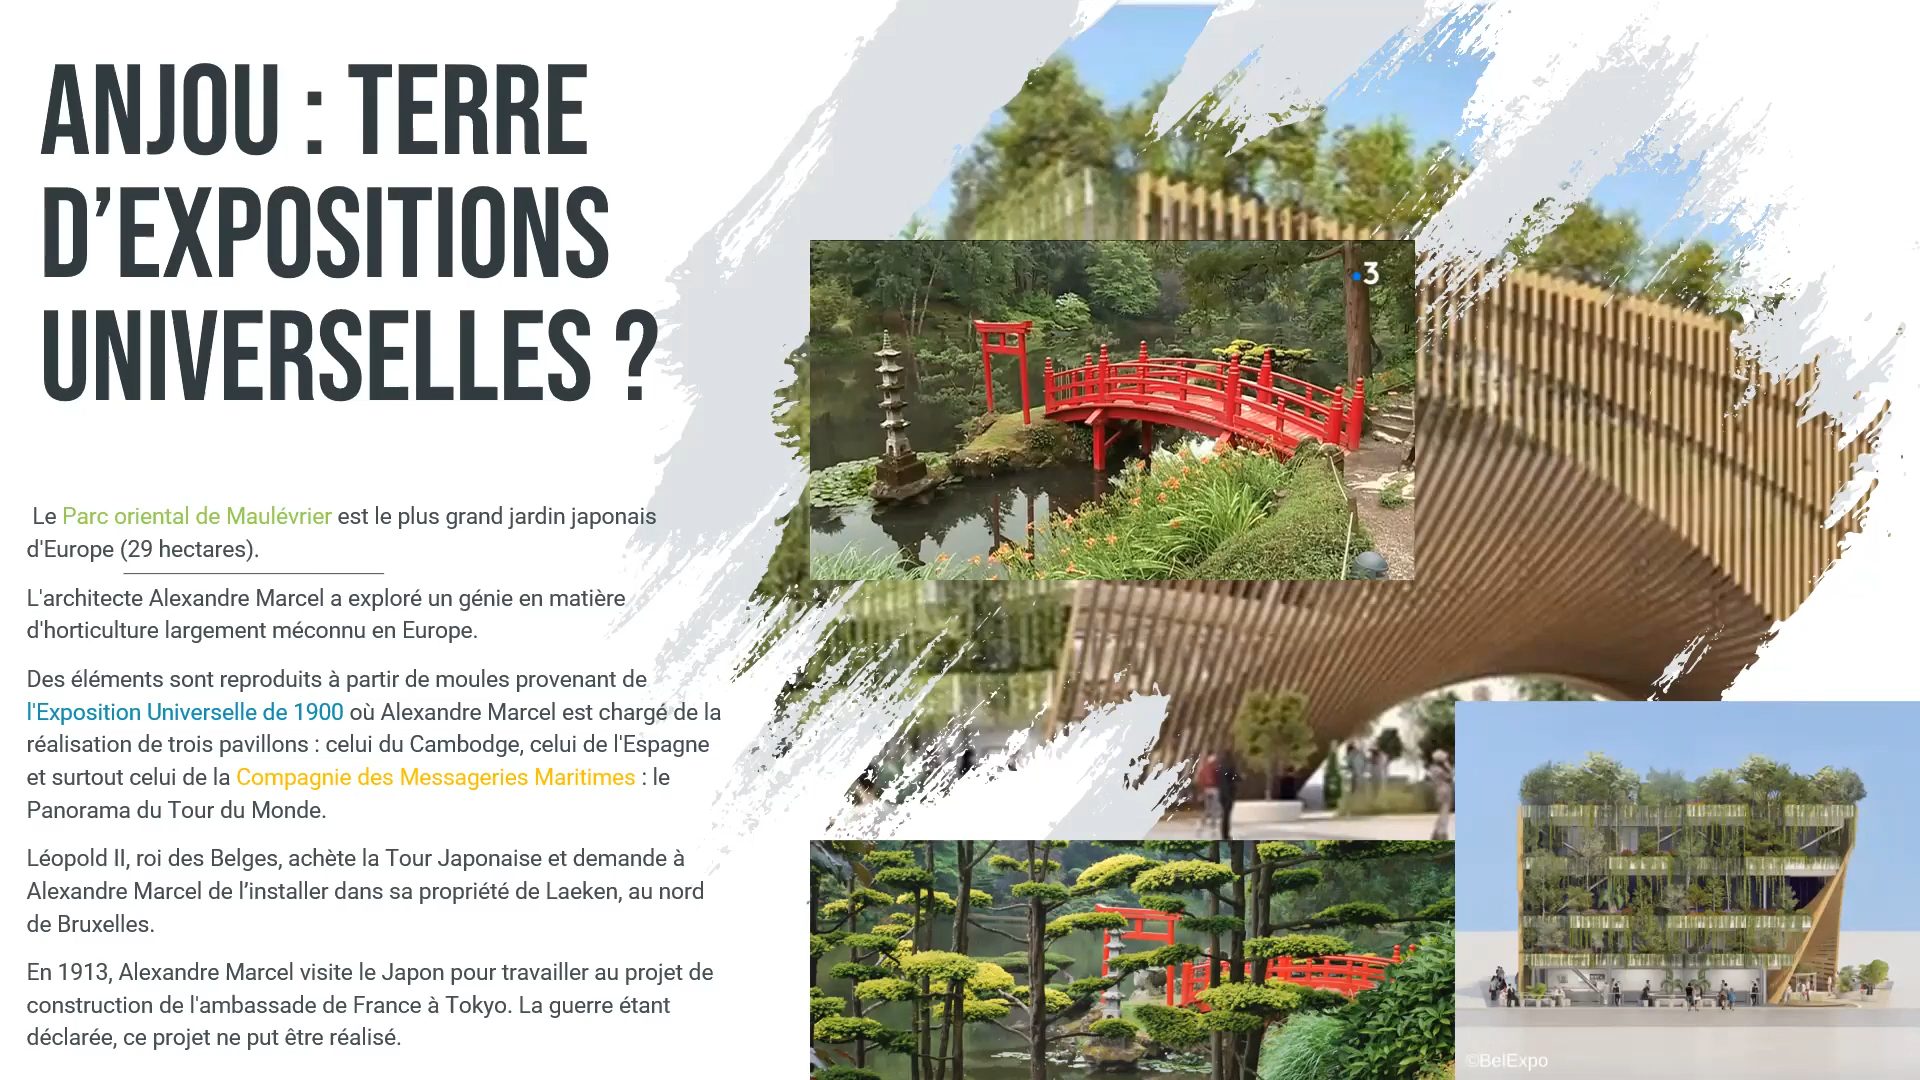 ANJOU : TERRE
D’EXPOSITIONS
UNIVERSELLES ?
Le Parc oriental de Maulévrier est le plus grand jardin japonais
d'Europe (29 hectares).
L'architecte Alexandre Marcel a exploré un génie en matière
d'horticulture largement méconnu en Europe.
Des éléments sont reproduits à partir de moules provenant de
l'Exposition Universelle de 1900 où Alexandre Marcel est chargé de la
réalisation de trois pavillons : celui du Cambodge, celui de l'Espagne
et surtout celui de la Compagnie des Messageries Maritimes : le
Panorama du Tour du Monde.
Léopold II, roi des Belges, achète la Tour Japonaise et demande à
Alexandre Marcel de l’installer dans sa propriété de Laeken, au nord
de Bruxelles.
En 1913, Alexandre Marcel visite le Japon pour travailler au projet de
construction de l'ambassade de France à Tokyo. La guerre étant
déclarée, ce projet ne put être réalisé.
3
©BelExpo